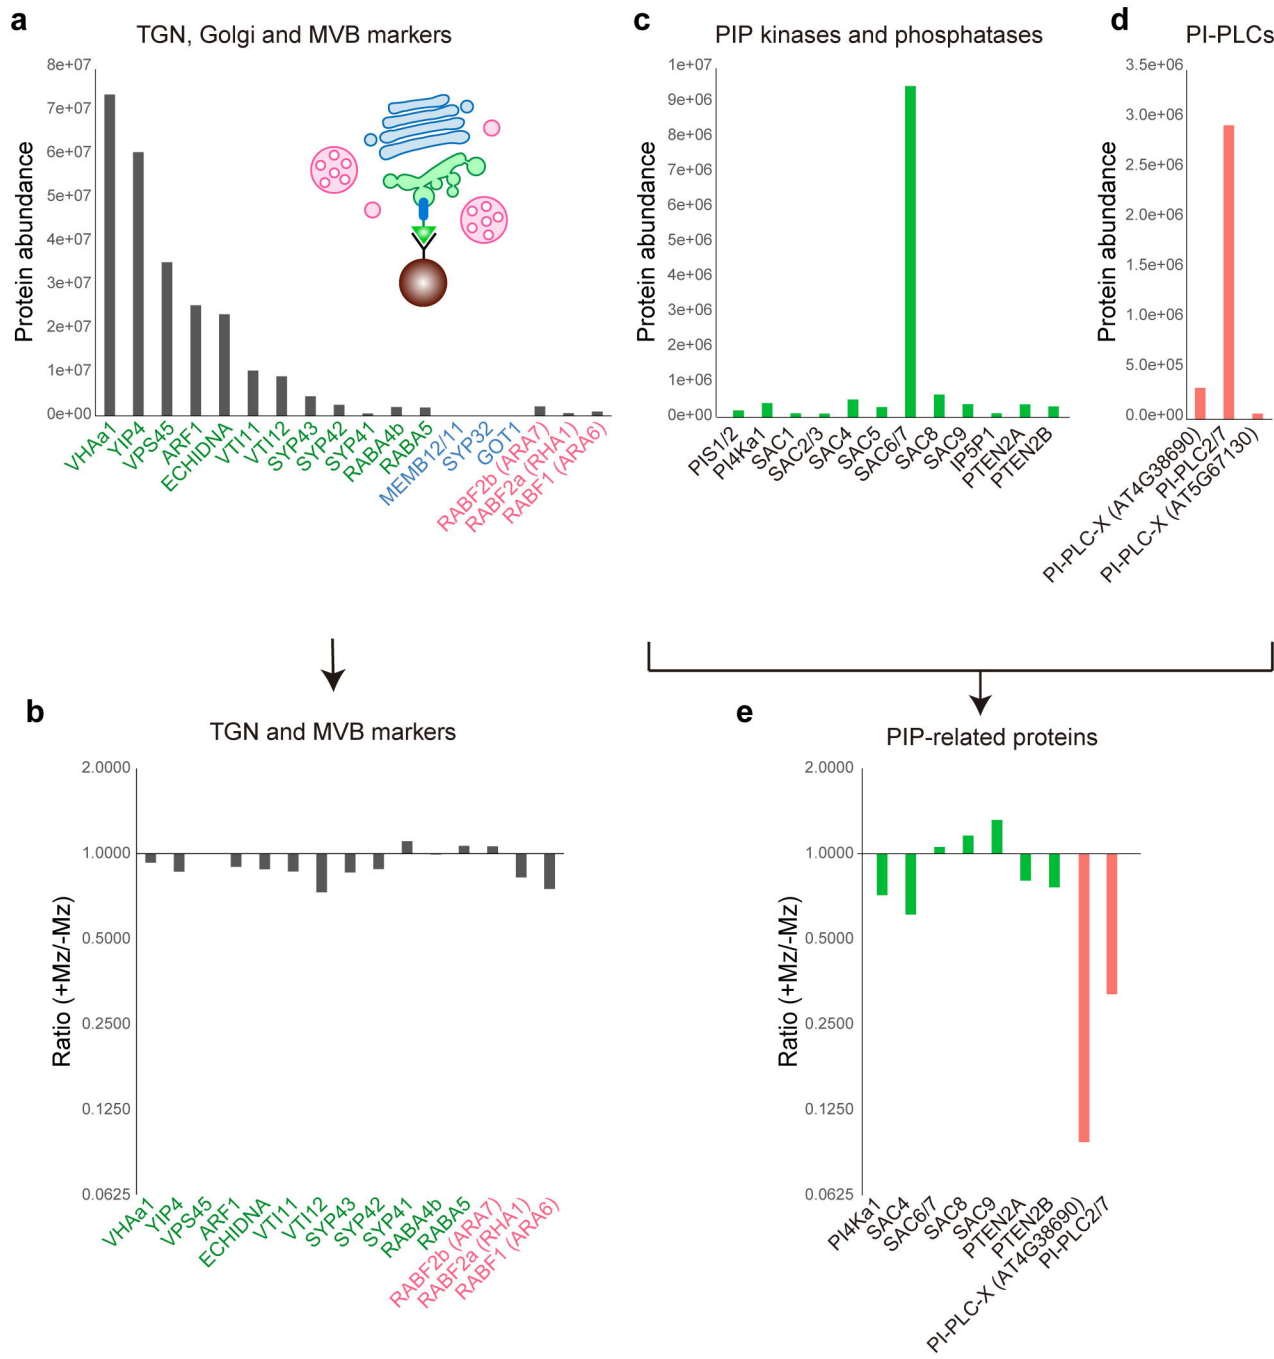 a
TGN, Golgi and MVB markers
Protein abundance
8e+07
7e+07
6e+07
5e+07
4e+07
3e+07
2e+07
1e+07
0e+00
VHAa1
YIP4
VPS45
ARF1
ECHIDNA
VTI11
VTI12
SYP43
SYP42
SYP41
RABA4b
RABA5
MEMB12/11
SYP32
GOT1
RABF2b (ARA7)
RABF2a (RHA1)
RABF1 (ARA6)
c
PIP kinases and phosphatases
Protein abundance
1e+07
9e+06
8e+06
7e+06
6e+06
5e+06
4e+06
3e+06
2e+06
1e+06
0e+00
PIS1/2
PI4Ka1
SAC1
SAC2/3
SAC4
SAC5
SAC6/7
SAC8
SAC9
IP5P1
PTEN2A
PTEN2B
d
PI-PLCs
Protein abundance
3.5e+06
3.0e+06
2.5e+06
2.0e+06
1.5e+06
1.0e+06
5.0e+05
0.0e+00
PI-PLC-X (AT4G38690)
PI-PLC2/7
PI-PLC-X (AT5G67130)
b
TGN and MVB markers
Ratio (+Mz/-Mz)
2.0000
1.0000
0.5000
0.2500
0.1250
0.0625
VHAa1
YIP4
VPS45
ARF1
ECHIDNA
VTI11
VTI12
SYP43
SYP42
SYP41
RABA4b
RABA5
RABF2b (ARA7)
RABF2a (RHA1)
RABF1 (ARA6)
e
PIP-related proteins
Ratio (+Mz/-Mz)
2.0000
1.0000
0.5000
0.2500
0.1250
0.0625
PI4Ka1
SAC4
SAC6/7
SAC8
SAC9
PTEN2A
PTEN2B
PI-PLC-X (AT4G38690)
PI-PLC2/7